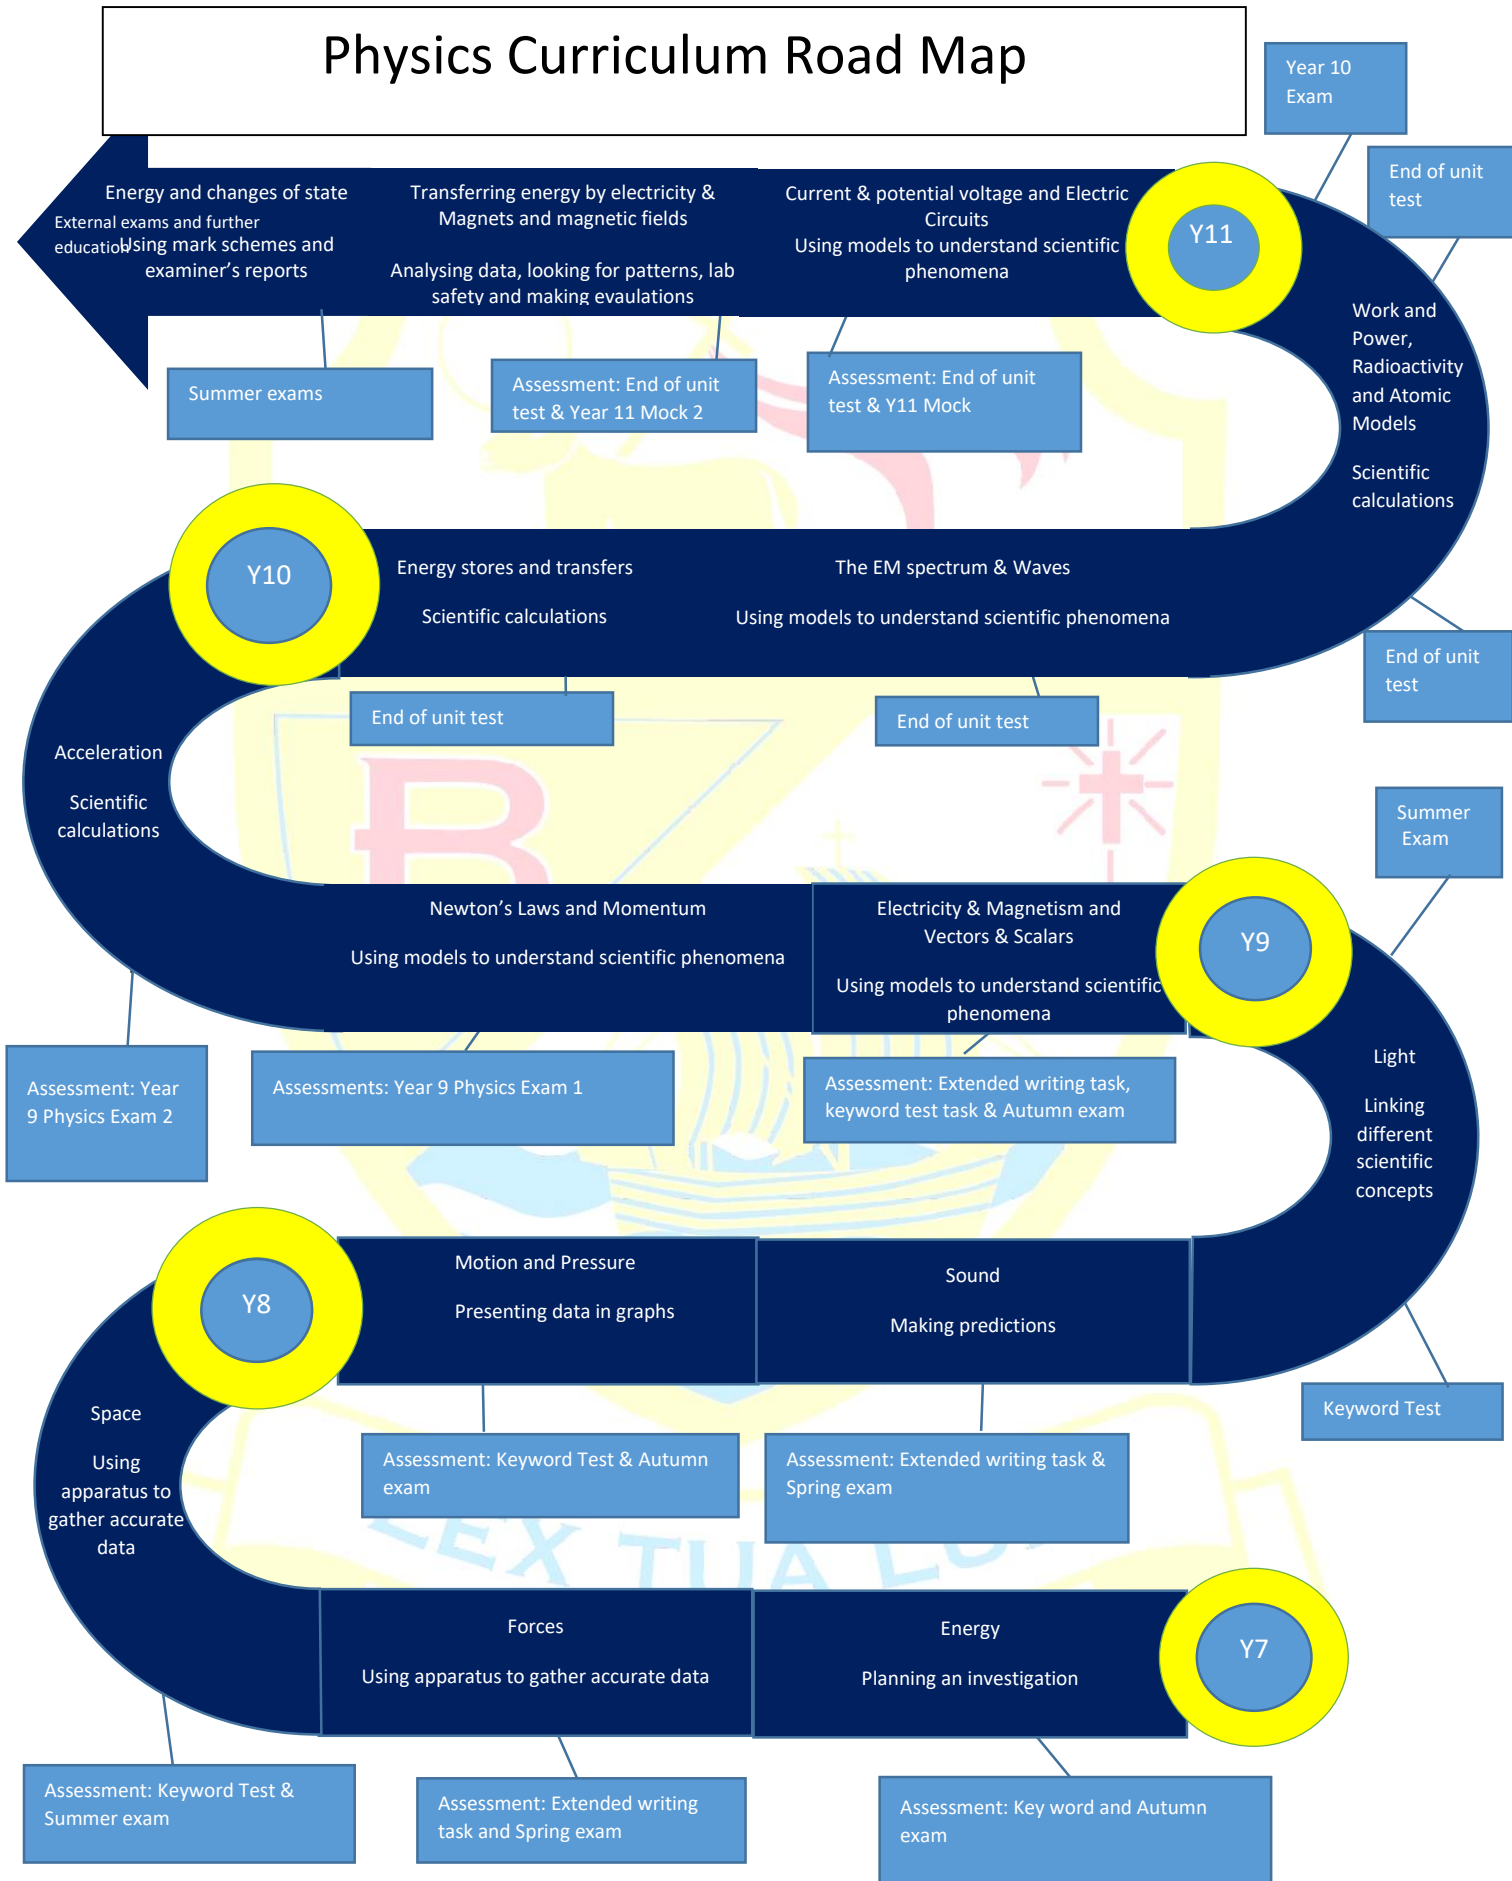 Physics Curriculum Road Map
Year 10
Exam
End of unit
test
Energy and changes of state
External exams and further
education
Using mark schemes and
examiner's reports
Transferring energy by electricity &
Magnets and magnetic fields
Analysing data, looking for patterns, lab
safety and making evaulations
Current & potential voltage and Electric
Circuits
Using models to understand scientific
phenomena
Y11
Work and
Power,
Radioactivity
and Atomic
Models
Scientific
calculations
Summer exams
Assessment: End of unit
test & Year 11 Mock 2
Assessment: End of unit
test & Y11 Mock
Y10
Energy stores and transfers
Scientific calculations
The EM spectrum & Waves
Using models to understand scientific phenomena
End of unit
test
End of unit test
End of unit test
Acceleration
Scientific
calculations
Summer
Exam
Newton's Laws and Momentum
Using models to understand scientific phenomena
Electricity & Magnetism and
Vectors & Scalars
Using models to understand scientific
phenomena
Y9
Light
Linking
different
scientific
concepts
Assessment: Year
9 Physics Exam 2
Assessments: Year 9 Physics Exam 1
Assessment: Extended writing task,
keyword test task & Autumn exam
Y8
Motion and Pressure
Presenting data in graphs
Sound
Making predictions
Keyword Test
Space
Using
apparatus to
gather accurate
data
Assessment: Keyword Test & Autumn
exam
Assessment: Extended writing task &
Spring exam
LEX TUA
Forces
Using apparatus to gather accurate data
Energy
Planning an investigation
Y7
Assessment: Keyword Test &
Summer exam
Assessment: Extended writing
task and Spring exam
Assessment: Key word and Autumn
exam